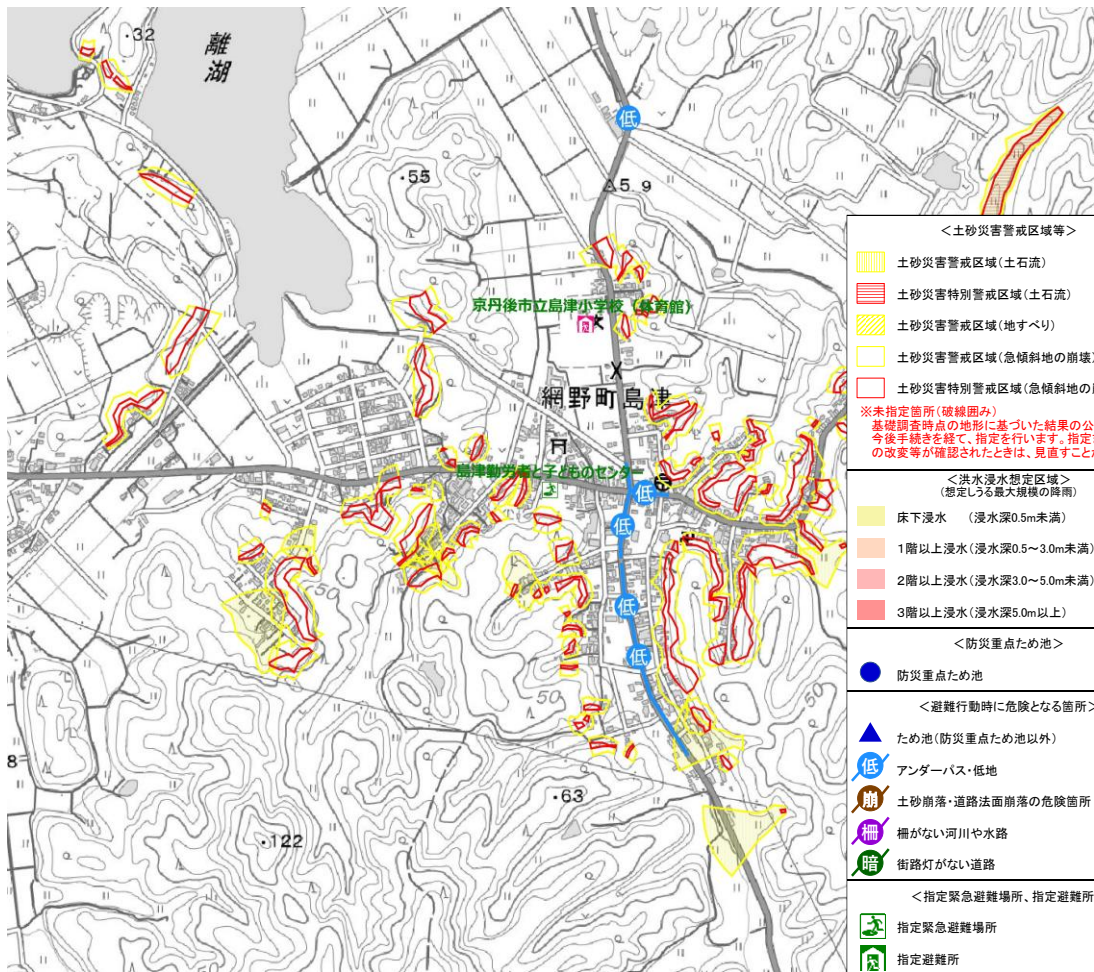 32
離
湖
低
55
5.9
京丹後市立島津小学校(体育館)
網野町島津
島津勤労者と子どものセンター
低
低
低
低
50
50
50
63
122
8
＜土砂災害警戒区域等＞
土砂災害警戒区域(土石流)
土砂災害特別警戒区域(土石流)
土砂災害警戒区域(地すべり)
土砂災害警戒区域(急傾斜地の崩壊)
土砂災害特別警戒区域(急傾斜地の
※未指定箇所(破線囲み)
基礎調査時点の地形に基づいた結果の公
今後手続きを経て、指定を行います。指定
の改変等が確認されたときは、見直すことが
＜洪水浸水想定区域＞
(想定しうる最大規模の降雨)
床下浸水 (浸水深0.5m未満)
1階以上浸水(浸水深0.5～3.0m未満)
2階以上浸水(浸水深3.0～5.0m未満)
3階以上浸水(浸水深5.0m以上)
＜防災重点ため池＞
防災重点ため池
＜避難行動時に危険となる箇所＞
ため池(防災重点ため池以外)
低 アンダーパス・低地
崩 土砂崩落・道路法面崩落の危険箇所
柵 柵がない河川や水路
暗 街路灯がない道路
＜指定緊急避難場所、指定避難所
指定緊急避難場所
指定避難所